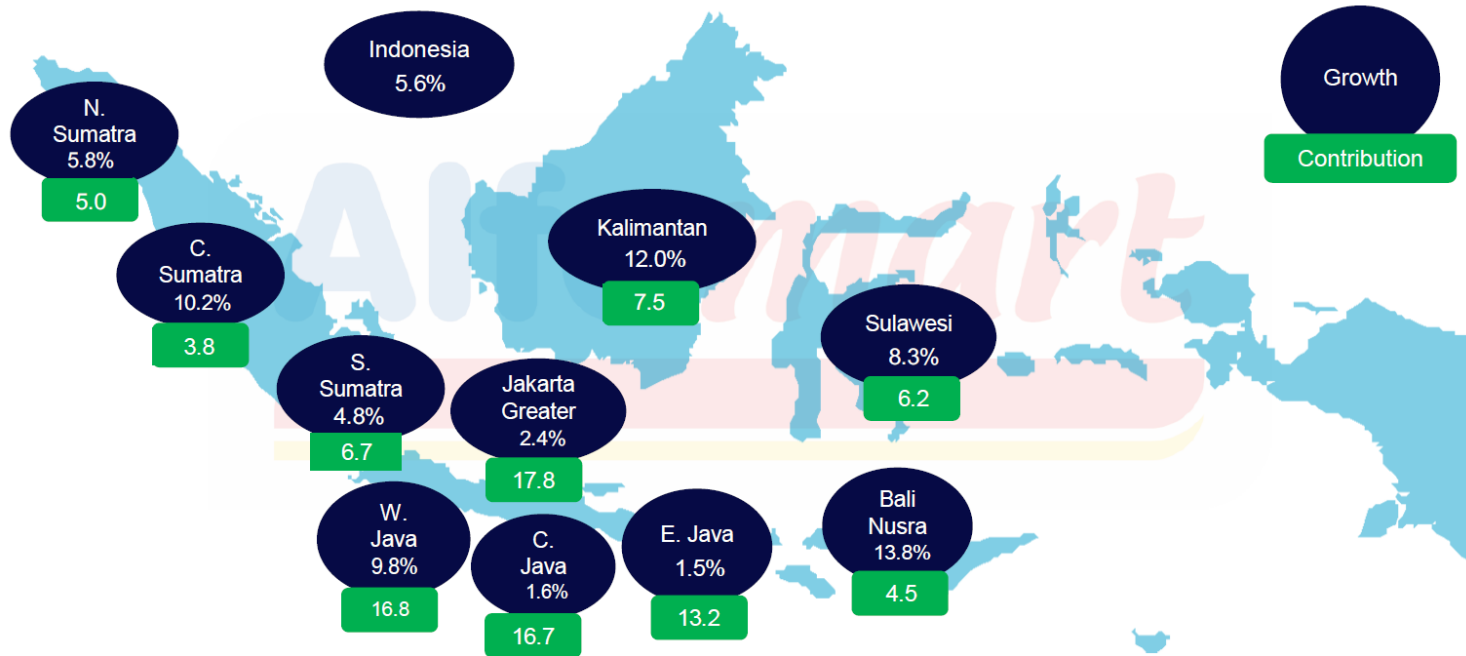 Indonesia
5.6%
Growth
Contribution
N.
Sumatra
5.8%
5.0
C.
Sumatra
10.2%
3.8
Kalimantan
12.0%
7.5
Sulawesi
8.3%
6.2
S.
Sumatra
4.8%
6.7
Jakarta
Greater
2.4%
17.8
W.
Java
9.8%
16.8
C.
Java
1.6%
16.7
E. Java
1.5%
13.2
Bali
Nusra
13.8%
4.5
Alfamart